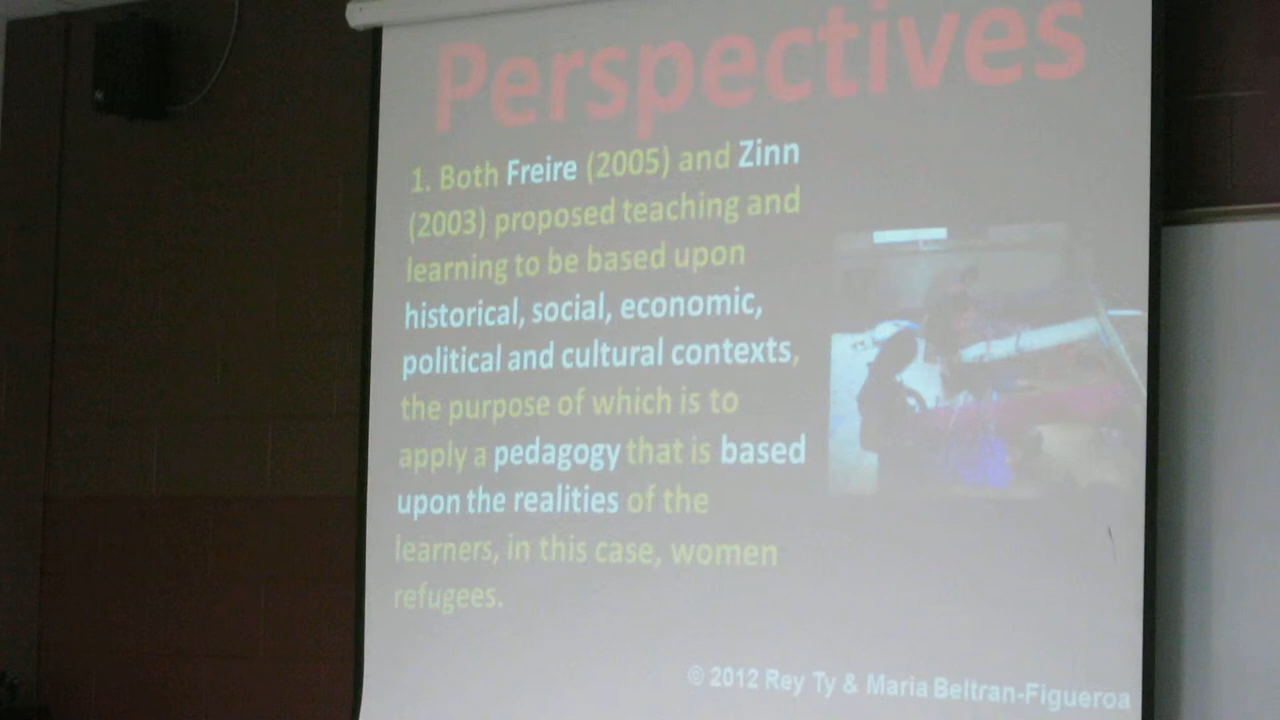 Perspectives
1. Both Freire (2005) and Zinn
(2003) proposed teaching and
learning to be based upon
historical, social, economic,
political and cultural contexts,
the purpose of which is to
apply a pedagogy that is based
upon the realities of the
learners, in this case, women
refugees.
© 2012 Rey Ty & Maria Beltran-Figueroa